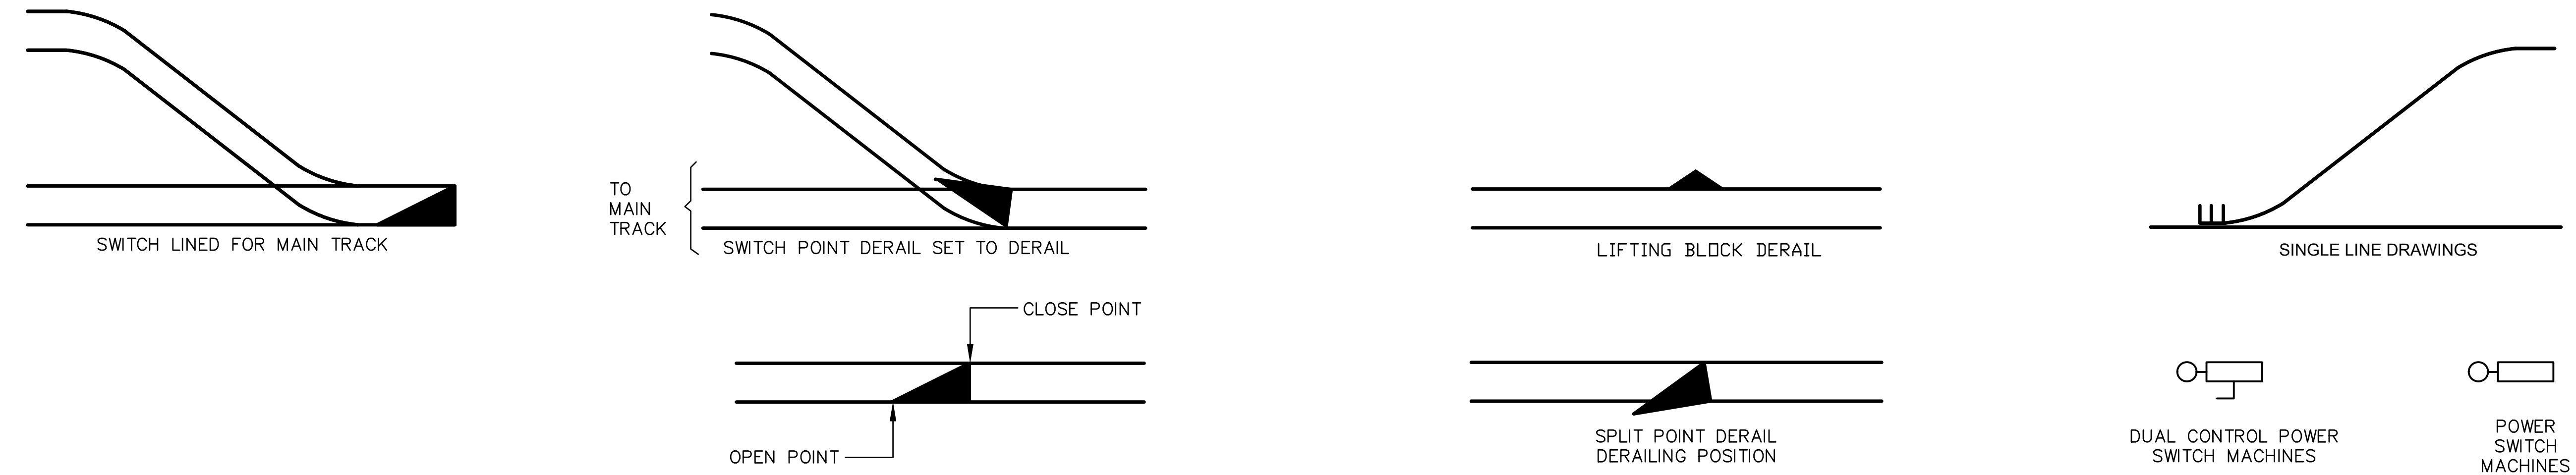 SWITCH LINED FOR MAIN TRACK
TO
MAIN
TRACK
SWITCH POINT DERAIL SET TO DERAIL
LIFTING BLOCK DERAIL
SINGLE LINE DRAWINGS
CLOSE POINT
OPEN POINT
SPLIT POINT DERAIL
DERAILING POSITION
DUAL CONTROL POWER
SWITCH MACHINES
POWER
SWITCH
MACHINES